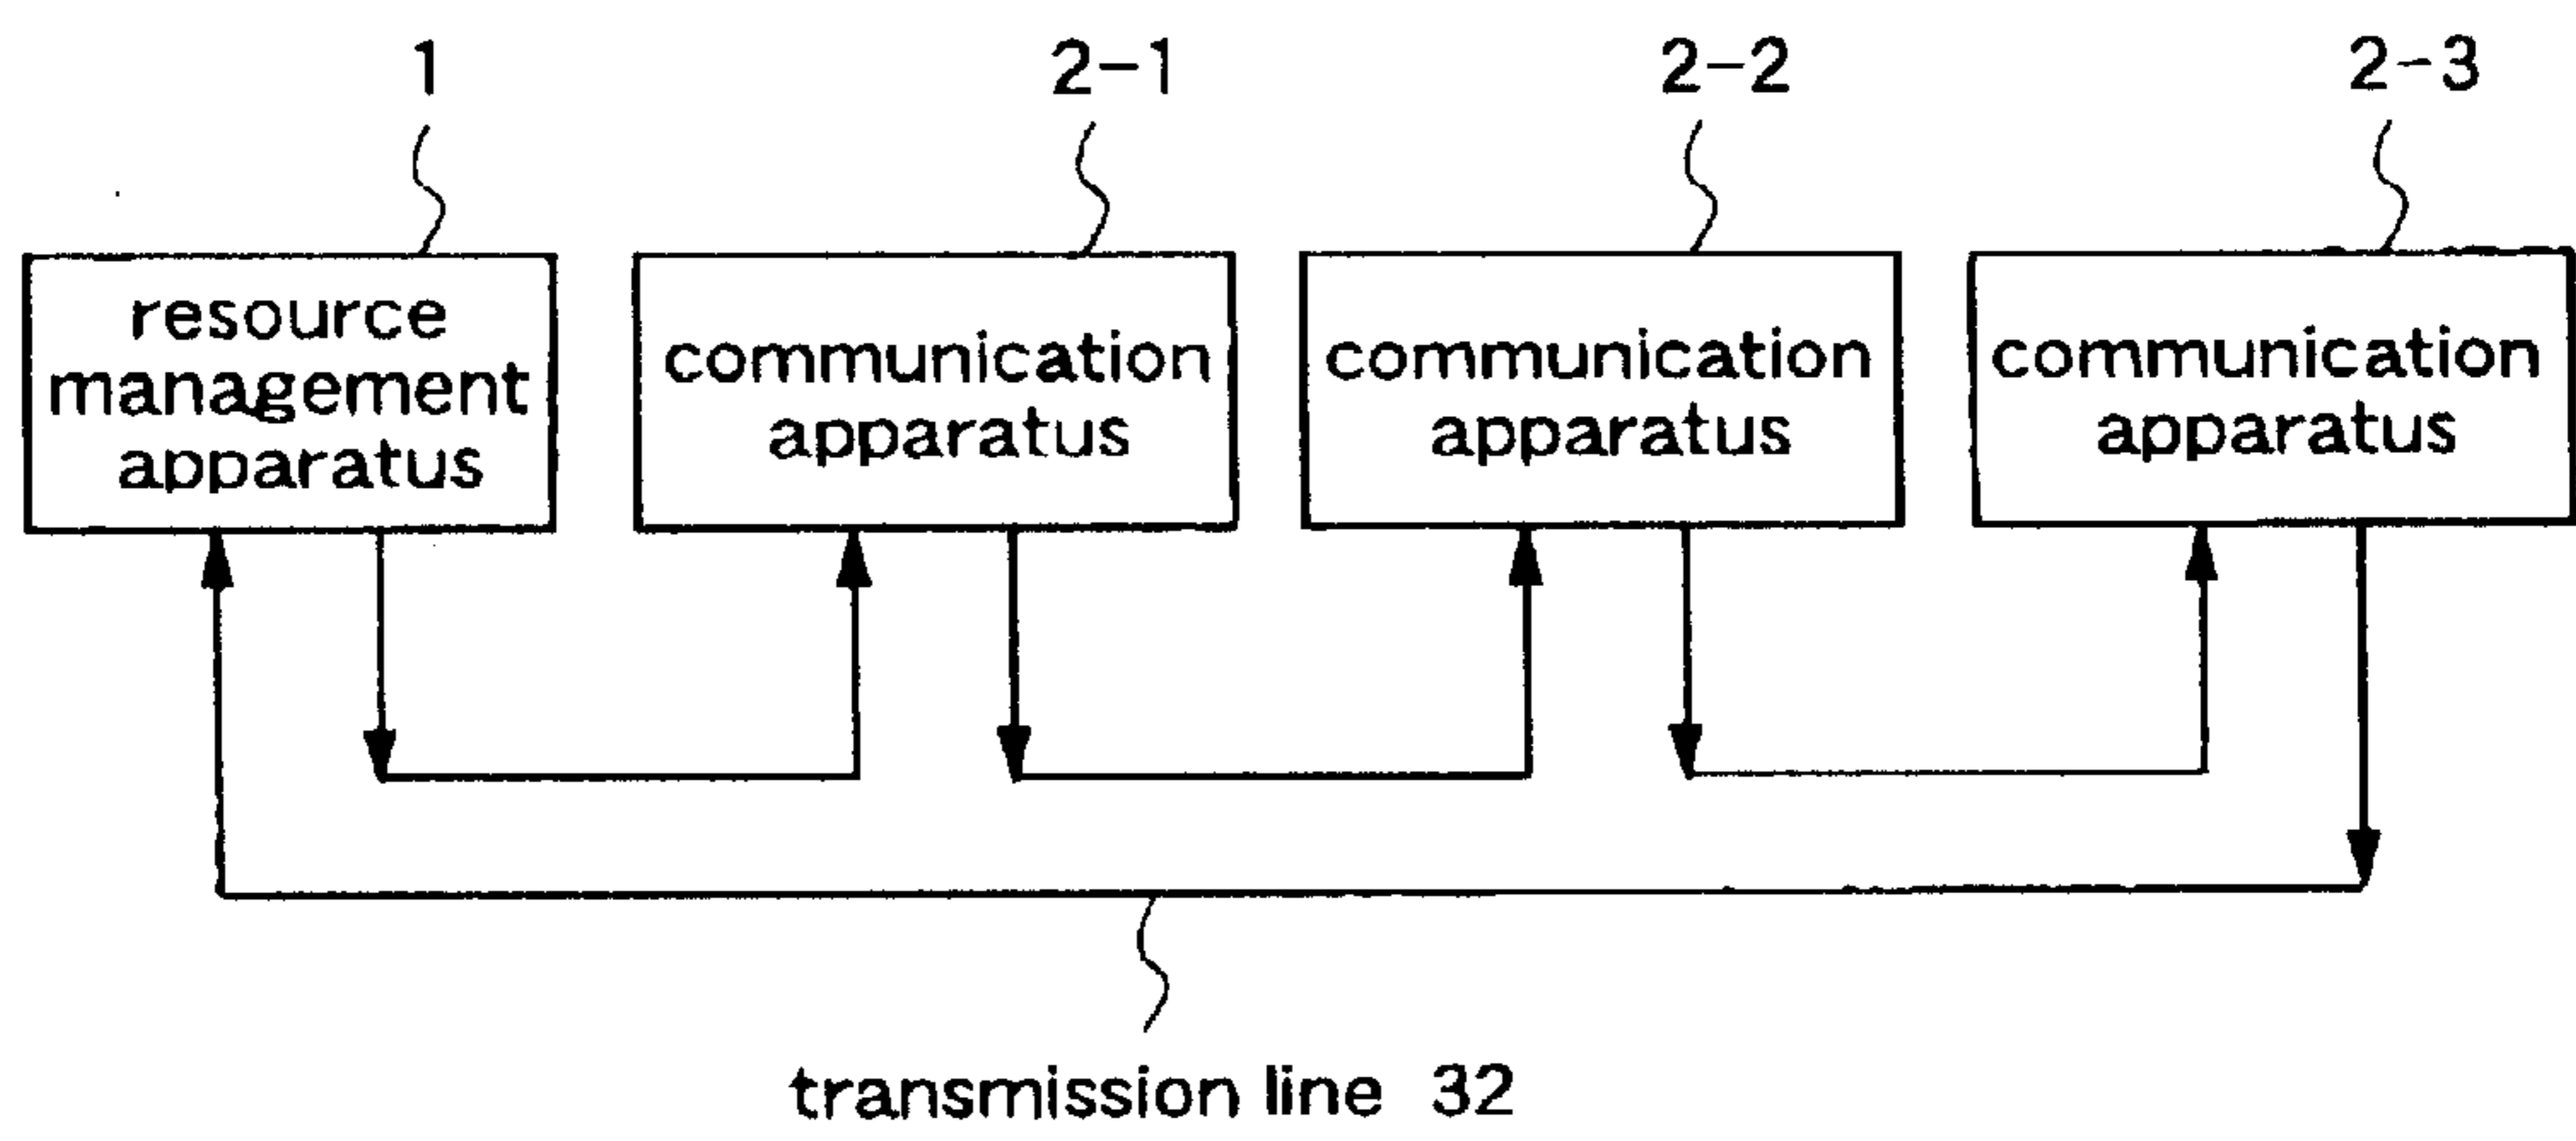 1
2-1
2-2
2-3
resource
management
apparatus
communication
apparatus
communication
apparatus
communication
apparatus
transmission line 32